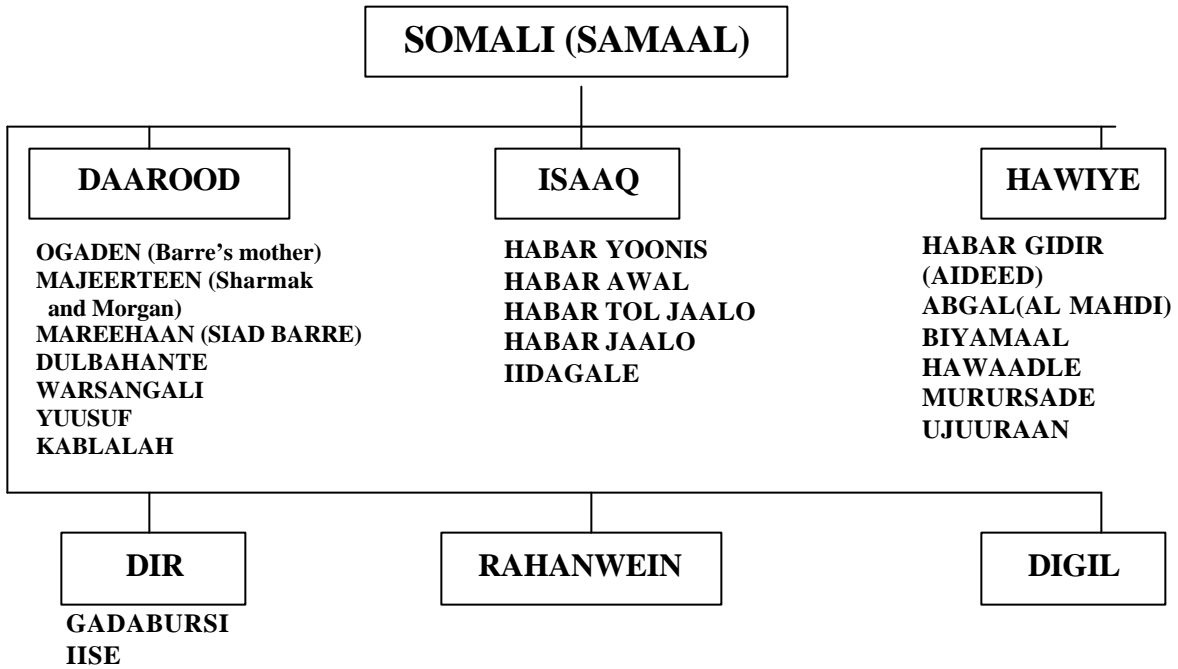 SOMALI (SAMAAL)
DAAROOD
OGADEN (Barre's mother)
MAJEERTEEN (Sharmak
and Morgan)
MAREEHAAN (SIAD BARRE)
DULBAHANTE
WARSANGALI
YUUSUF
KABLALAH
ISAAQ
HABAR YOONIS
HABAR AWAL
HABAR TOL JAALO
HABAR JAALO
IIDAGALE
HAWIYE
HABAR GIDIR
(AIDEED)
ABGAL(AL MAHDI)
BIYAMAAL
HAWAADLE
MURURSADE
UJUURAAN
DIR
GADABURSI
IISE
RAHANWEIN
DIGIL